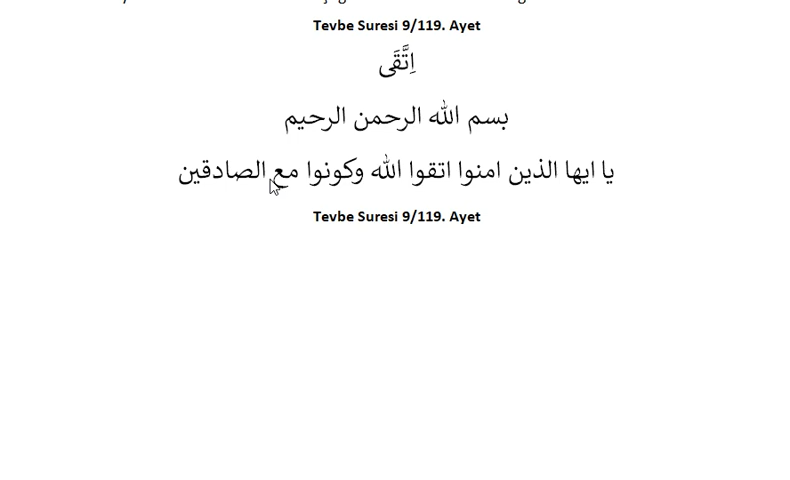 Tevbe Suresi 9/119. Ayet
اِتَّقَى
بسم الله الرحمن الرحيم
يا ايها الذين امنوا اتقوا الله وكونوا مع الصادقين
Tevbe Suresi 9/119. Ayet